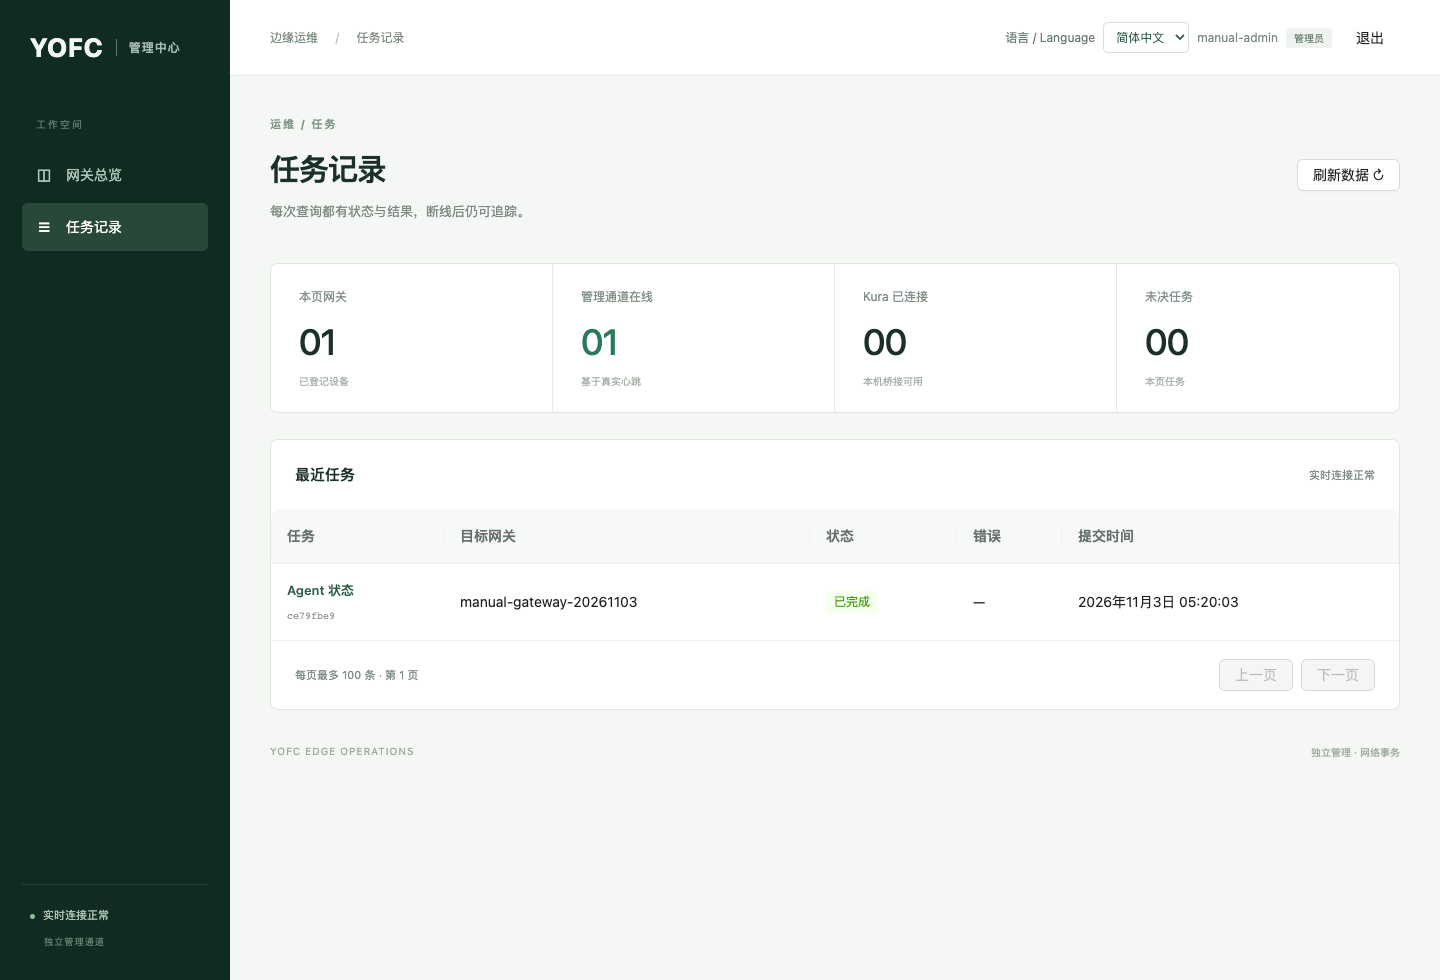 YOFC 管理中心
边缘运维 / 任务记录
语言 / Language 简体中文 manual-admin 管理员 退出
工作空间
网关总览
任务记录
运维 / 任务
任务记录
刷新数据
每次查询都有状态与结果，断线后仍可追踪。
本页网关 管理通道在线 Kura 已连接 未决任务
01 01 00 00
已登记设备 基于真实心跳 本机桥接可用 本页任务
最近任务 实时连接正常
任务 目标网关 状态 错误 提交时间
Agent 状态
ce79fbe9
manual-gateway-20261103 已完成 — 2026年11月3日 05:20:03
每页最多 100 条 · 第 1 页 上一页 下一页
YOFC EDGE OPERATIONS 独立管理 · 网络事务
实时连接正常
独立管理通道